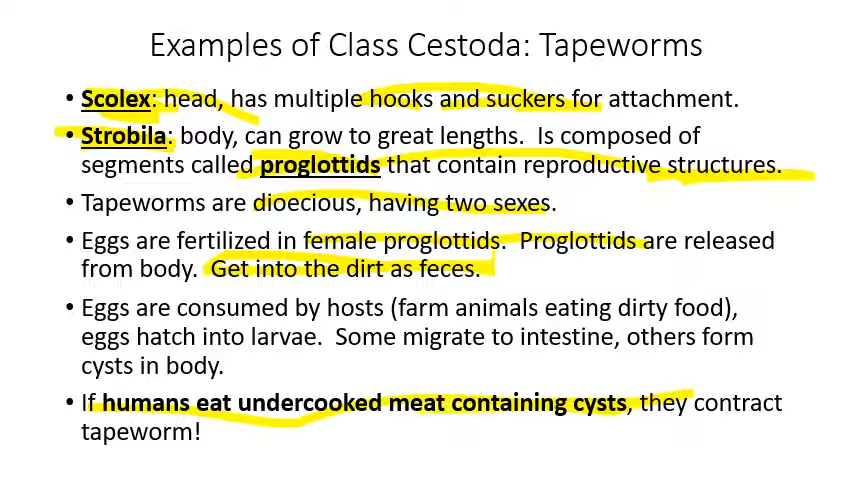 Examples of Class Cestoda: Tapeworms
• Scolex: head, has multiple hooks and suckers for attachment.
• Strobila: body, can grow to great lengths.  Is composed of
segments called proglottids that contain reproductive structures.
• Tapeworms are dioecious, having two sexes.
• Eggs are fertilized in female proglottids.  Proglottids are released
from body.  Get into the dirt as feces.
• Eggs are consumed by hosts (farm animals eating dirty food),
eggs hatch into larvae.  Some migrate to intestine, others form
cysts in body.
• If humans eat undercooked meat containing cysts, they contract
tapeworm!